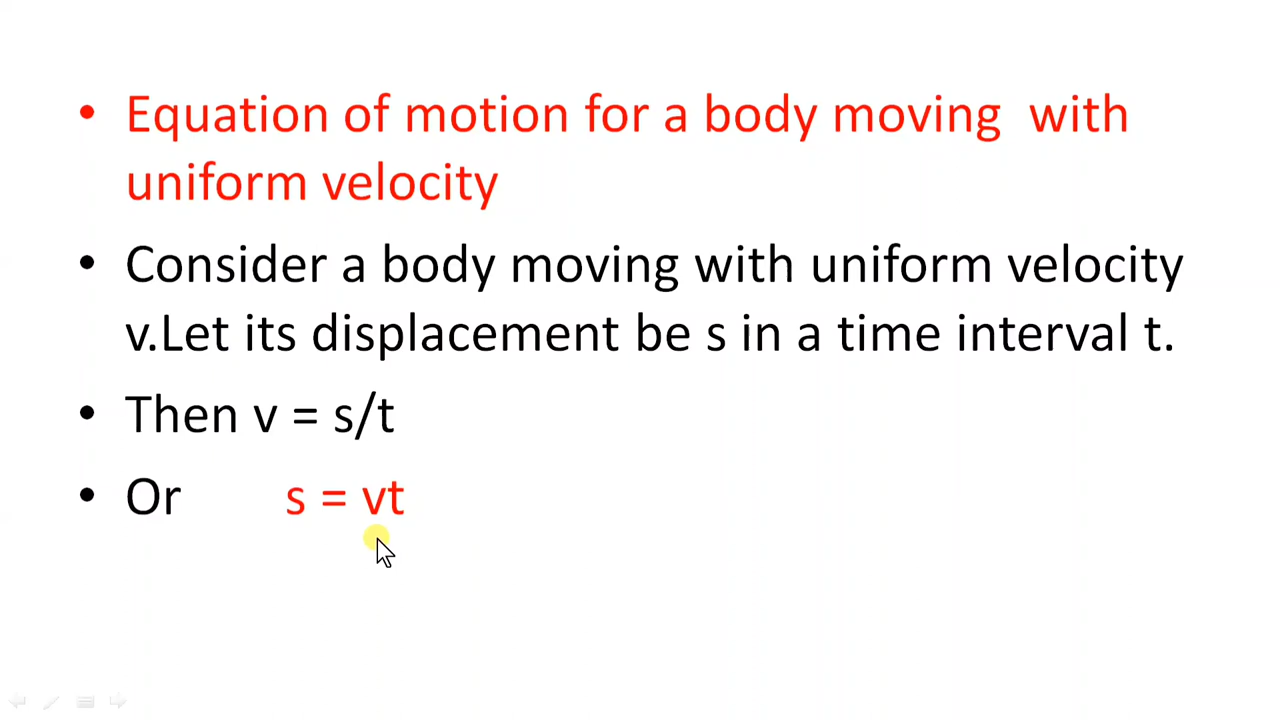 • Equation of motion for a body moving  with
uniform velocity
• Consider a body moving with uniform velocity
v.Let its displacement be s in a time interval t.
• Then v = s/t
• Or s = vt